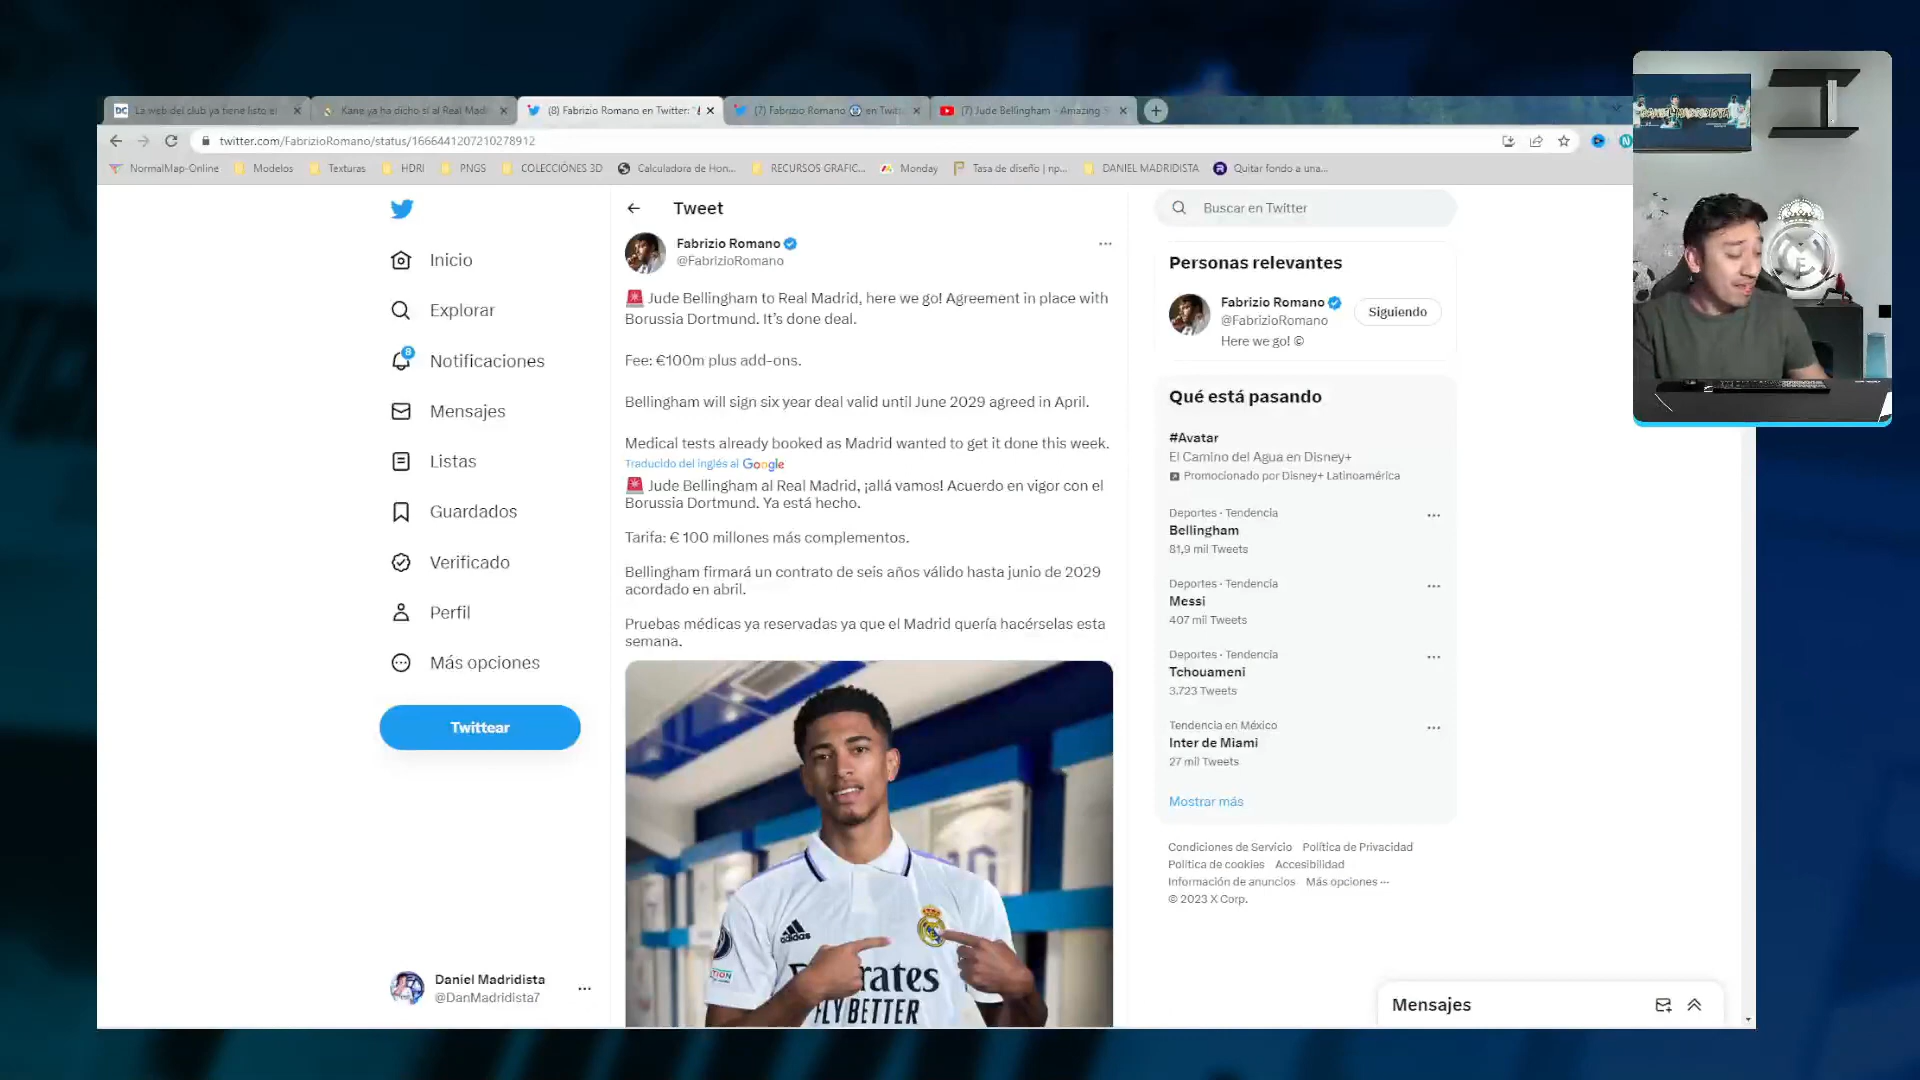 La web del club ya tiene listo el
Kane ya ha dicho sí al Real Madi
(8) Fabrizio Romano en Twitter: "
(7) Fabrizio Romano en Twitt
(7) Jude Bellingham - Amazing S
twitter.com/FabrizioRomano/status/1666441207210278912
NormalMap-Online
Modelos
Texturas
HDRI
PNGS
COLECCIÓNES 3D
Calculadora de Hon...
RECURSOS GRAFIC...
Monday
Tasa de diseño | np...
DANIEL MADRIDISTA
Quitar fondo a una...
Inicio
Explorar
8
Notificaciones
Mensajes
Listas
Guardados
Verificado
Perfil
Más opciones
Twittear
Daniel Madridista
@DanMadridista7
Tweet
Fabrizio Romano
@FabrizioRomano
🚨 Jude Bellingham to Real Madrid, here we go! Agreement in place with
Borussia Dortmund. It's done deal.
Fee: €100m plus add-ons.
Bellingham will sign six year deal valid until June 2029 agreed in April.
Medical tests already booked as Madrid wanted to get it done this week.
Traducido del inglés al Google
🚨 Jude Bellingham al Real Madrid, ¡allá vamos! Acuerdo en vigor con el
Borussia Dortmund. Ya está hecho.
Tarifa: € 100 millones más complementos.
Bellingham firmará un contrato de seis años válido hasta junio de 2029
acordado en abril.
Pruebas médicas ya reservadas ya que el Madrid quería hacérselas esta
semana.
adidas
Emirates
FLY BETTER
Buscar en Twitter
Personas relevantes
Fabrizio Romano
@FabrizioRomano
Siguiendo
Here we go! ©
Qué está pasando
#Avatar
El Camino del Agua en Disney+
Promocionado por Disney+ Latinoamérica
Deportes · Tendencia
Bellingham
81,9 mil Tweets
Deportes · Tendencia
Messi
407 mil Tweets
Deportes · Tendencia
Tchouameni
3.723 Tweets
Tendencia en México
Inter de Miami
27 mil Tweets
Mostrar más
Condiciones de Servicio Política de Privacidad
Política de cookies Accesibilidad
Información de anuncios Más opciones ···
© 2023 X Corp.
Mensajes